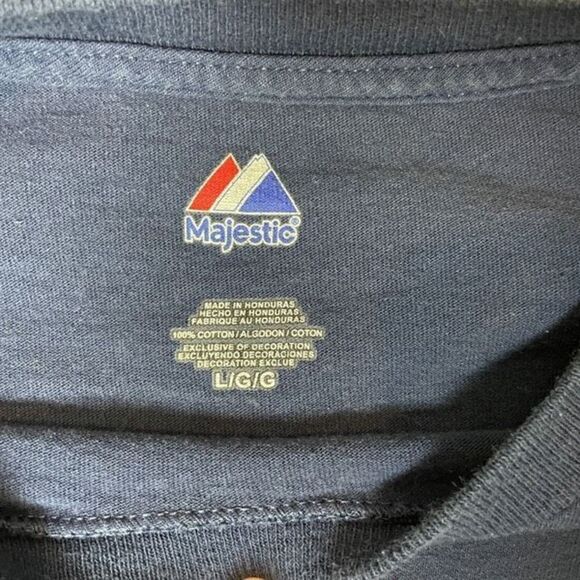 Majestic®
MADE IN HONDURAS
HECHO EN HONDURAS
FABRIQUE AU HONDURAS
100% COTTON / ALGODON / COTON
EXCLUSIVE OF DECORATION
EXCLUYENDO DECORACIONES
DECORATION EXCLUE
L/G/G